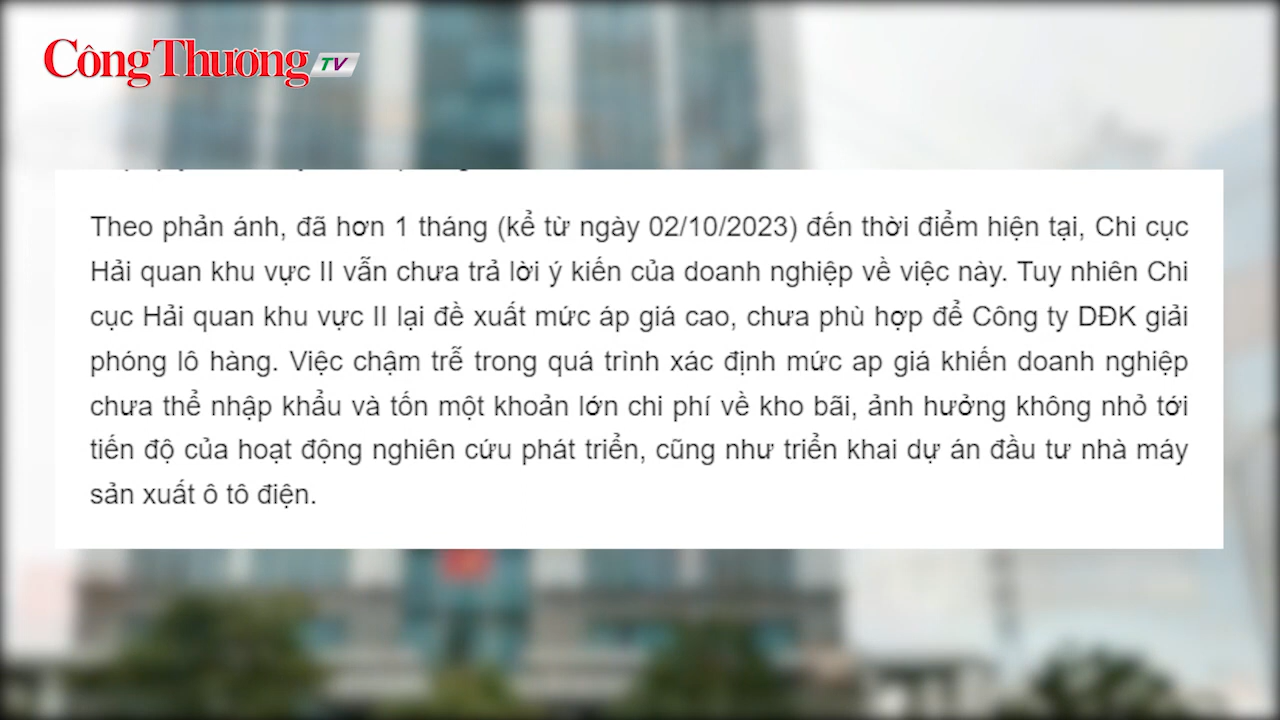 Công Thương TV
Theo phản ánh, đã hơn 1 tháng (kể từ ngày 02/10/2023) đến thời điểm hiện tại, Chi cục
Hải quan khu vực II vẫn chưa trả lời ý kiến của doanh nghiệp về việc này. Tuy nhiên Chi
cục Hải quan khu vực II lại đề xuất mức áp giá cao, chưa phù hợp để Công ty DĐK giải
phóng lô hàng. Việc chậm trễ trong quá trình xác định mức ap giá khiến doanh nghiệp
chưa thể nhập khẩu và tốn một khoản lớn chi phí về kho bãi, ảnh hưởng không nhỏ tới
tiến độ của hoạt động nghiên cứu phát triển, cũng như triển khai dự án đầu tư nhà máy
sản xuất ô tô điện.